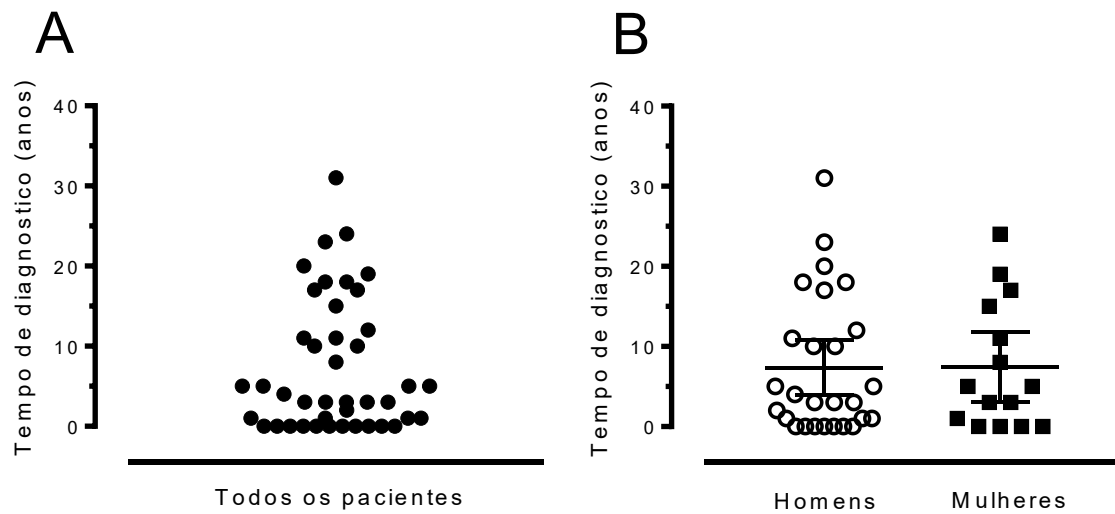 A
Tempo de diagnostico (anos)
40
30
20
10
0
Todos os pacientes
B
Tempo de diagnostico (anos)
40
30
20
10
0
Homens
Mulheres